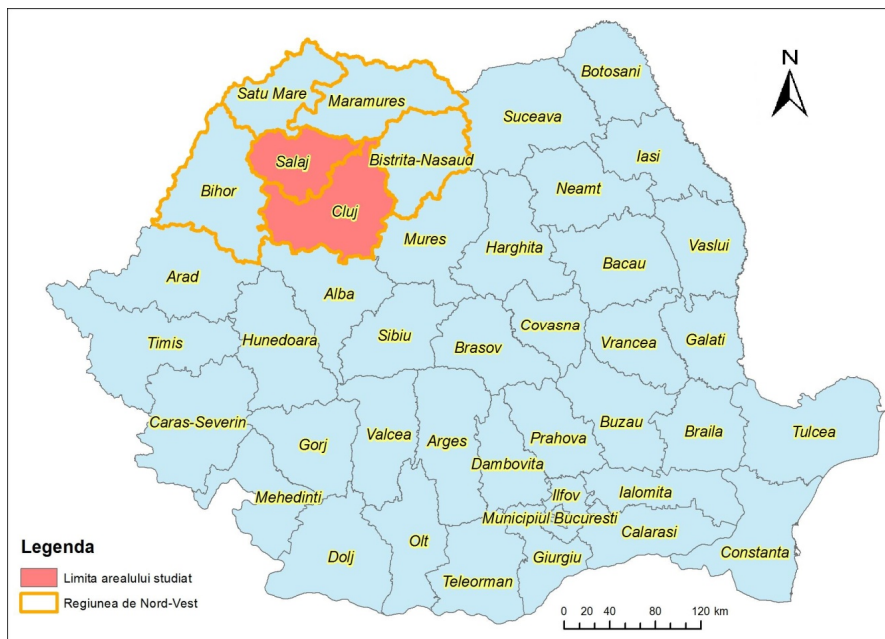 N
Botosani
Satu Mare
Maramures
Suceava
Iasi
Salaj
Bistrita-Nasaud
Bihor
Neamt
Cluj
Mures
Harghita
Vaslui
Bacau
Arad
Alba
Covasna
Timis
Hunedoara
Sibiu
Brasov
Vrancea
Galati
Caras-Severin
Gorj
Valcea
Arges
Prahova
Buzau
Braila
Tulcea
Dambovita
Mehedinti
Ilfov
Ialomita
Municipiul Bucuresti
Calarasi
Olt
Dolj
Giurgiu
Constanta
Teleorman
Legenda
Limita arealului studiat
Regiunea de Nord-Vest
0 20 40 80 120 km